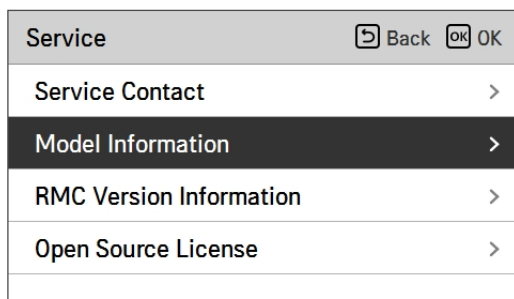 Service Back OK OK
Service Contact
Model Information
RMC Version Information
Open Source License